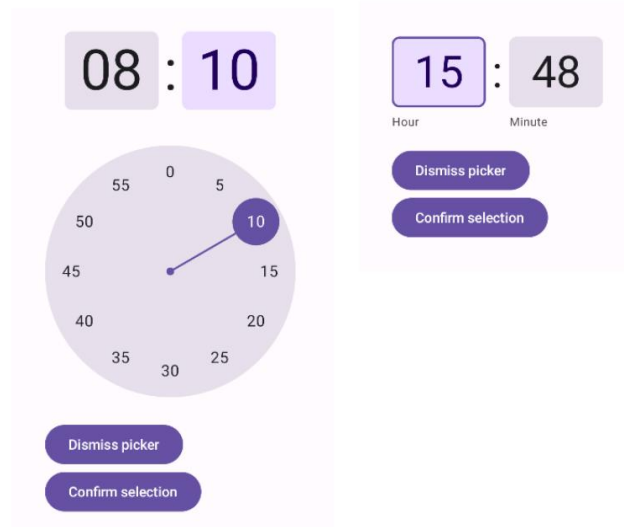 08 : 10
0
55 5
50 10
45 15
40 20
35 25
30
Dismiss picker
Confirm selection
15 : 48
Hour Minute
Dismiss picker
Confirm selection